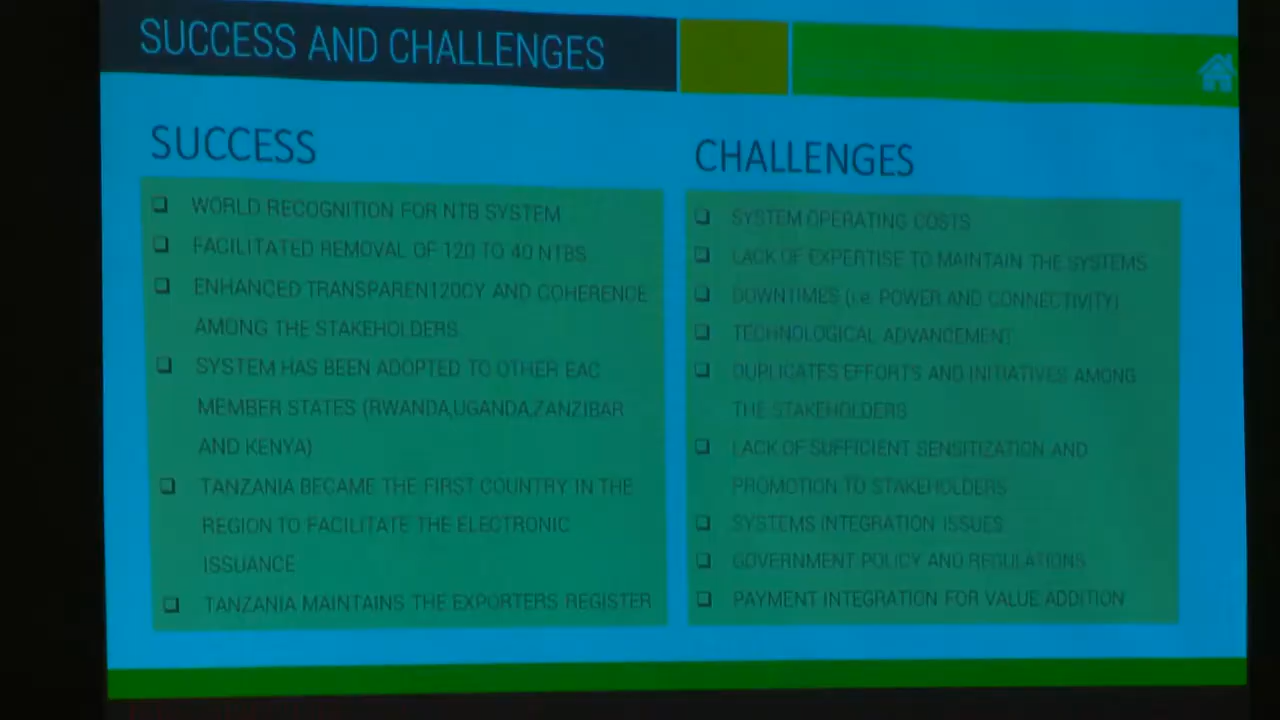 SUCCESS AND CHALLENGES
SUCCESS
❑ WORLD RECOGNITION FOR NTB SYSTEM
❑ FACILITATED REMOVAL OF 120 TO 40 NTBS
❑ ENHANCED TRANSPARENT120CY AND COHERENCE
AMONG THE STAKEHOLDERS.
❑ SYSTEM HAS BEEN ADOPTED TO OTHER EAC
MEMBER STATES (RWANDA,UGANDA,ZANZIBAR
AND KENYA)
❑ TANZANIA BECAME THE FIRST COUNTRY IN THE
REGION TO FACILITATE THE ELECTRONIC
ISSUANCE
❑ TANZANIA MAINTAINS THE EXPORTERS REGISTER
CHALLENGES
❑ SYSTEM OPERATING COSTS
❑ LACK OF EXPERTISE TO MAINTAIN THE SYSTEMS
❑ DOWNTIMES (i.e. POWER AND CONNECTIVITY)
❑ TECHNOLOGICAL ADVANCEMENT
❑ DUPLICATES EFFORTS AND INITIATIVES AMONG
THE STAKEHOLDERS
❑ LACK OF SUFFICIENT SENSITIZATION AND
PROMOTION TO STAKEHOLDERS
❑ SYSTEMS INTEGRATION ISSUES
❑ GOVERNMENT POLICY AND REGULATIONS
❑ PAYMENT INTEGRATION FOR VALUE ADDITION